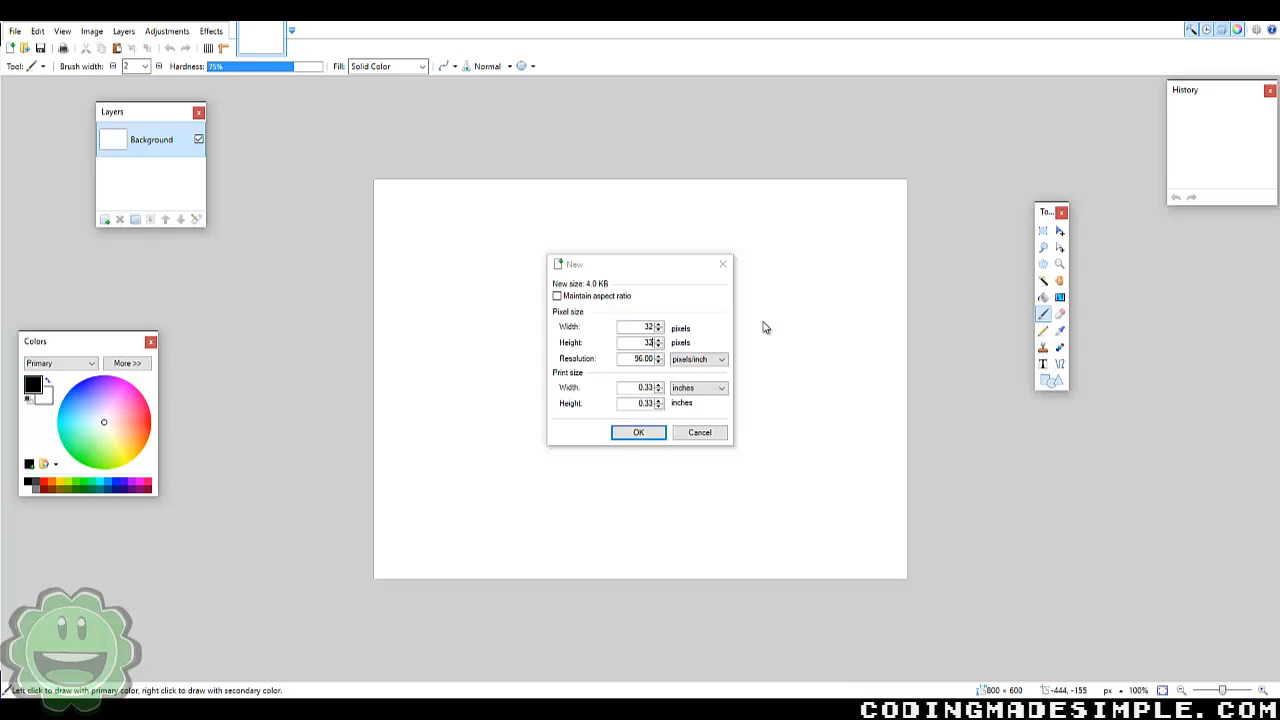 File Edit View Image Layers Adjustments Effects
Tool: Brush width: 2 Hardness: 75% Fill: Solid Color Normal
Layers
Background
History
To...
New
New size: 4.0 KB
Maintain aspect ratio
Pixel size
Width: 32 pixels
Height: 32 pixels
Resolution: 96.00 pixels/inch
Print size
Width: 0.33 inches
Height: 0.33 inches
OK Cancel
Colors
Primary More >>
Left click to draw with primary color, right click to draw with secondary color.
800 × 600 -444, -155 px 100%
CODINGMADESIMPLE.COM